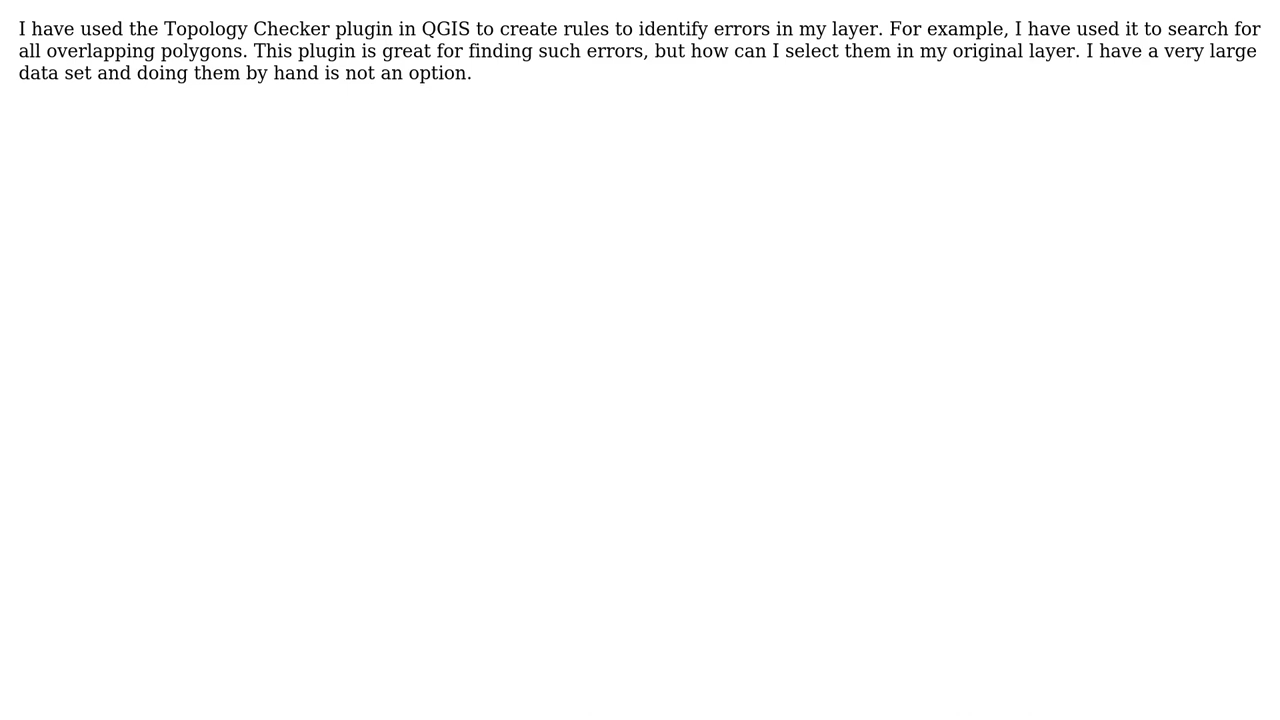 I have used the Topology Checker plugin in QGIS to create rules to identify errors in my layer. For example, I have used it to search for
all overlapping polygons. This plugin is great for finding such errors, but how can I select them in my original layer. I have a very large
data set and doing them by hand is not an option.